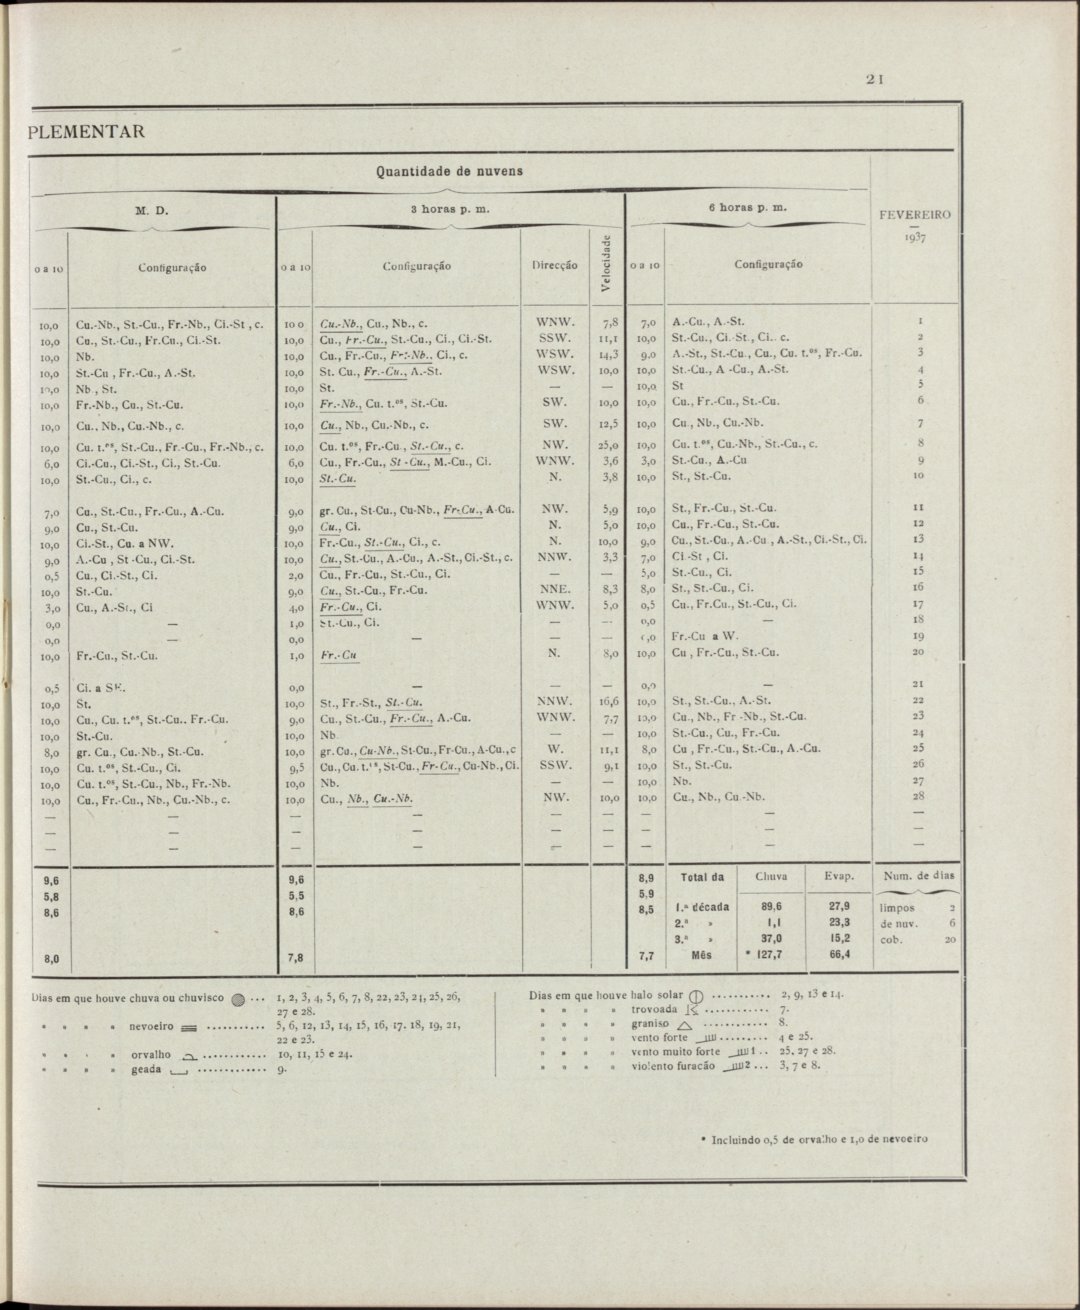 21
PLEMENTAR
Quantidade de nuvens
M. D. 3 horas p. m. 6 horas p. m. FEVEREIRO
1937
0 a 10 Configuração 0 a 10 Configuração Direcção Velocidade 0 a 10 Configuração
10,0 Cu.-Nb., St.-Cu., Fr.-Nb., Ci.-St , c. 10 0 Cu.-Nb., Cu., Nb., c. WNW. 7,8 7,0 A.-Cu., A.-St. 1
10,0 Cu., St.-Cu., Fr.Cu., Ci.-St. 10,0 Cu., Fr.-Cu., St.-Cu., Ci., Ci.-St. SSW. 11,1 10,0 St.-Cu., Ci.-St., Ci.. c. 2
10,0 Nb. 10,0 Cu., Fr.-Cu., Fr.-Nb.. Ci., c. WSW. 14,3 9,0 A.-St., St.-Cu., Cu., Cu. t.os, Fr.-Cu. 3
10,0 St.-Cu , Fr.-Cu., A.-St. 10,0 St. Cu., Fr.-Cu., A.-St. WSW. 10,0 10,0 St.-Cu., A -Cu., A.-St. 4
10,0 Nb., St. 10,0 St. — — 10,0 St 5
10,0 Fr.-Nb., Cu., St.-Cu. 10,0 Fr.-Nb., Cu. t.os, St.-Cu. SW. 10,0 10,0 Cu., Fr.-Cu., St.-Cu. 6
10,0 Cu., Nb., Cu.-Nb., c. 10,0 Cu., Nb., Cu.-Nb., c. SW. 12,5 10,0 Cu., Nb., Cu.-Nb. 7
10,0 Cu. t.os, St.-Cu., Fr.-Cu., Fr.-Nb., c. 10,0 Cu. t.os, Fr.-Cu., St.-Cu., c. NW. 25,0 10,0 Cu. t.os, Cu.-Nb., St.-Cu., c. 8
6,0 Ci.-Cu., Ci.-St., Ci., St.-Cu. 6,0 Cu., Fr.-Cu., St -Cu., M.-Cu., Ci. WNW. 3,6 3,0 St.-Cu., A.-Cu 9
10,0 St.-Cu., Ci., c. 10,0 St.-Cu. N. 3,8 10,0 St., St.-Cu. 10
7,0 Cu., St.-Cu., Fr.-Cu., A.-Cu. 9,0 gr. Cu., St-Cu., Cu-Nb., Fr-Cu., A-Cu. NW. 5,9 10,0 St., Fr.-Cu., St.-Cu. 11
9,0 Cu., St.-Cu. 9,0 Cu., Ci. N. 5,0 10,0 Cu., Fr.-Cu., St.-Cu. 12
10,0 Ci.-St., Cu. a NW. 10,0 Fr.-Cu., St.-Cu., Ci., c. N. 10,0 9,0 Cu., St.-Cu., A.-Cu , A.-St., Ci.-St., Ci. 13
9,0 A.-Cu , St -Cu., Ci.-St. 10,0 Cu., St.-Cu., A.-Cu., A.-St., Ci.-St., c. NNW. 3,3 7,0 Ci.-St , Ci. 14
0,5 Cu., Ci.-St., Ci. 2,0 Cu., Fr.-Cu., St.-Cu., Ci. — — 5,0 St.-Cu., Ci. 15
10,0 St.-Cu. 9,0 Cu., St.-Cu., Fr.-Cu. NNE. 8,3 8,0 St., St.-Cu., Ci. 16
3,0 Cu., A.-St., Ci 4,0 Fr.-Cu., Ci. WNW. 5,0 0,5 Cu., Fr.Cu., St.-Cu., Ci. 17
0,0 — 1,0 St.-Cu., Ci. — — 0,0 — 18
0,0 — 0,0 — — — ,0 Fr.-Cu a W. 19
10,0 Fr.-Cu., St.-Cu. 1,0 Fr.-Cu N. 8,0 10,0 Cu , Fr.-Cu., St.-Cu. 20
0,5 Ci. a SE. 0,0 — — — 0,0 — 21
10,0 St. 10,0 St., Fr.-St., St.-Cu. NNW. 16,6 10,0 St., St.-Cu., A.-St. 22
10,0 Cu., Cu. t.os, St.-Cu.. Fr.-Cu. 9,0 Cu., St.-Cu., Fr.-Cu., A.-Cu. WNW. 7,7 10,0 Cu., Nb., Fr -Nb., St.-Cu. 23
10,0 St.-Cu. 10,0 Nb — — 10,0 St.-Cu., Cu., Fr.-Cu. 24
8,0 gr. Cu., Cu.-Nb., St.-Cu. 10,0 gr. Cu., Cu-Nb., St-Cu., Fr-Cu., A-Cu., c W. 11,1 8,0 Cu , Fr.-Cu., St.-Cu., A.-Cu. 25
10,0 Cu. t.os, St.-Cu., Ci. 9,5 Cu., Cu. t.os, St-Cu., Fr-Cu., Cu-Nb., Ci. SSW. 9,1 10,0 St., St.-Cu. 26
10,0 Cu. t.os, St.-Cu., Nb., Fr.-Nb. 10,0 Nb. — — 10,0 Nb. 27
10,0 Cu., Fr.-Cu., Nb., Cu.-Nb., c. 10,0 Cu., Nb., Cu.-Nb. NW. 10,0 10,0 Cu., Nb., Cu.-Nb. 28
— — — — — — — — —
— — — — — — — — —
— — — — — — — — —
9,6 9,6 8,9 Total da Chuva Evap. Num. de dias
5,8 5,5 5,9
8,6 8,6 8,5 1.ª década 89,6 27,9 limpos 2
2.ª » 1,1 23,3 de nuv. 6
3.ª » 37,0 15,2 cob. 20
8,0 7,8 7,7 Mês * 127,7 66,4
Dias em que houve chuva ou chuvisco ... 1, 2, 3, 4, 5, 6, 7, 8, 22, 23, 24, 25, 26,
27 e 28.
» » » » nevoeiro ........... 5, 6, 12, 13, 14, 15, 16, 17. 18, 19, 21,
22 e 23.
» » » » orvalho ............ 10, 11, 15 e 24.
» » » » geada ............. 9.
Dias em que houve halo solar ........... 2, 9, 13 e 14.
» » » » trovoada ............ 7.
» » » » graniso ............ 8.
» » » » vento forte ......... 4 e 25.
» » » » vento muito forte 1 .. 25, 27 e 28.
» » » » violento furacão 2 ... 3, 7 e 8.
* Incluindo 0,5 de orvalho e 1,0 de nevoeiro